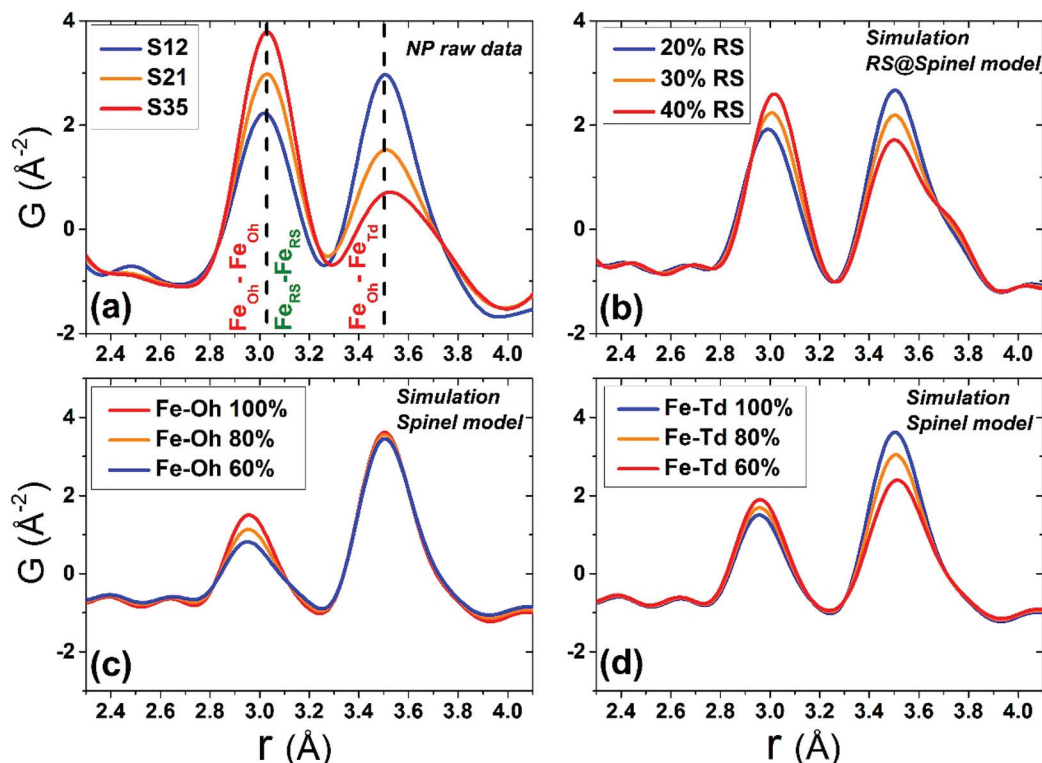 S12
S21
S35
NP raw data
Fe_Oh - Fe_Oh
Fe_RS-Fe_RS
Fe_Oh - Fe_Td
G (Å⁻²)
4
2
0
-2
2.4 2.6 2.8 3.0 3.2 3.4 3.6 3.8 4.0
(a)
20% RS
30% RS
40% RS
Simulation
RS@Spinel model
4
2
0
-2
2.4 2.6 2.8 3.0 3.2 3.4 3.6 3.8 4.0
(b)
Fe-Oh 100%
Fe-Oh 80%
Fe-Oh 60%
Simulation
Spinel model
G (Å⁻²)
4
2
0
-2
(c)
2.4 2.6 2.8 3.0 3.2 3.4 3.6 3.8 4.0
r (Å)
Fe-Td 100%
Fe-Td 80%
Fe-Td 60%
Simulation
Spinel model
4
2
0
-2
(d)
2.4 2.6 2.8 3.0 3.2 3.4 3.6 3.8 4.0
r (Å)